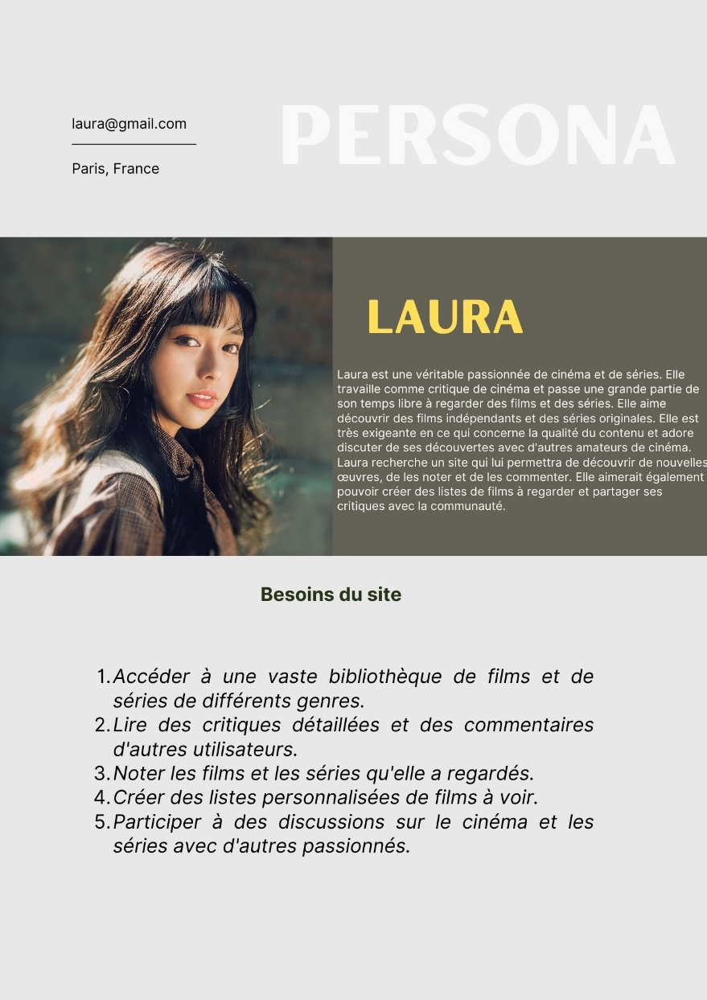 laura@gmail.com
Paris, France
PERSONA
LAURA
Laura est une véritable passionnée de cinéma et de séries. Elle
travaille comme critique de cinéma et passe une grande partie de
son temps libre à regarder des films et des séries. Elle aime
découvrir des films indépendants et des séries originales. Elle est
très exigeante en ce qui concerne la qualité du contenu et adore
discuter de ses découvertes avec d'autres amateurs de cinéma.
Laura recherche un site qui lui permettra de découvrir de nouvelles
œuvres, de les noter et de les commenter. Elle aimerait également
pouvoir créer des listes de films à regarder et partager ses
critiques avec la communauté.
Besoins du site
1. Accéder à une vaste bibliothèque de films et de
séries de différents genres.
2. Lire des critiques détaillées et des commentaires
d'autres utilisateurs.
3. Noter les films et les séries qu'elle a regardés.
4. Créer des listes personnalisées de films à voir.
5. Participer à des discussions sur le cinéma et les
séries avec d'autres passionnés.